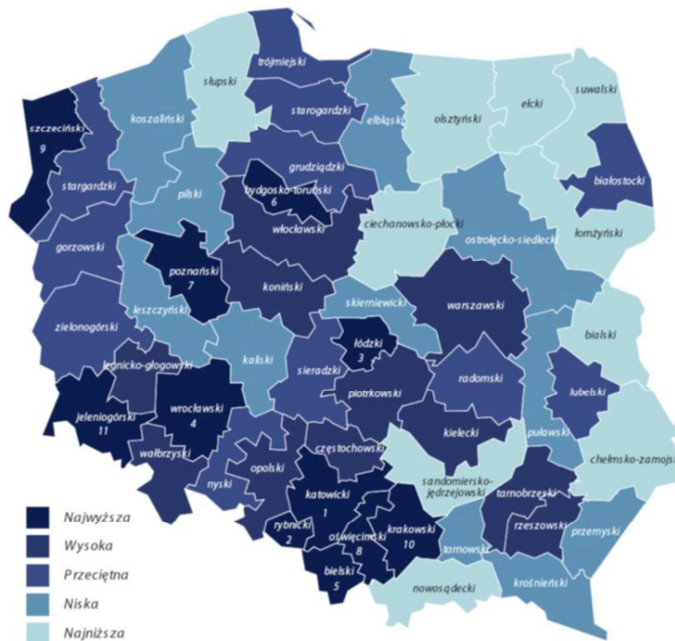 trójmiejski
słupski
koszaliński
starogardzki
elbląski
olsztyński
ełcki
suwalski
szczeciński
9
stargardzki
pilski
grudziądzki
bydgosko-toruński
6
białostocki
gorzowski
włocławski
ciechanowsko-płocki
ostrołęcko-siedlecki
łomżyński
poznański
7
koniński
skierniewicki
warszawski
leszczyński
zielonogórski
bialski
łódzki
3
kaliski
sieradzki
legnicko-głogowski
radomski
lubelski
piotrkowski
jeleniogórski
11
wrocławski
4
puławski
kielecki
wałbrzyski
częstochowski
chełmsko-zamojs
opolski
nyski
sandomiersko-
jędrzejowski
katowicki
1
tarnobrzeski
rybnicki
2
oświęcimski
8
krakowski
10
rzeszowski
przemyski
tarnowski
bielski
5
nowosądecki
krośnieński
Najwyższa
Wysoka
Przeciętna
Niska
Najniższa